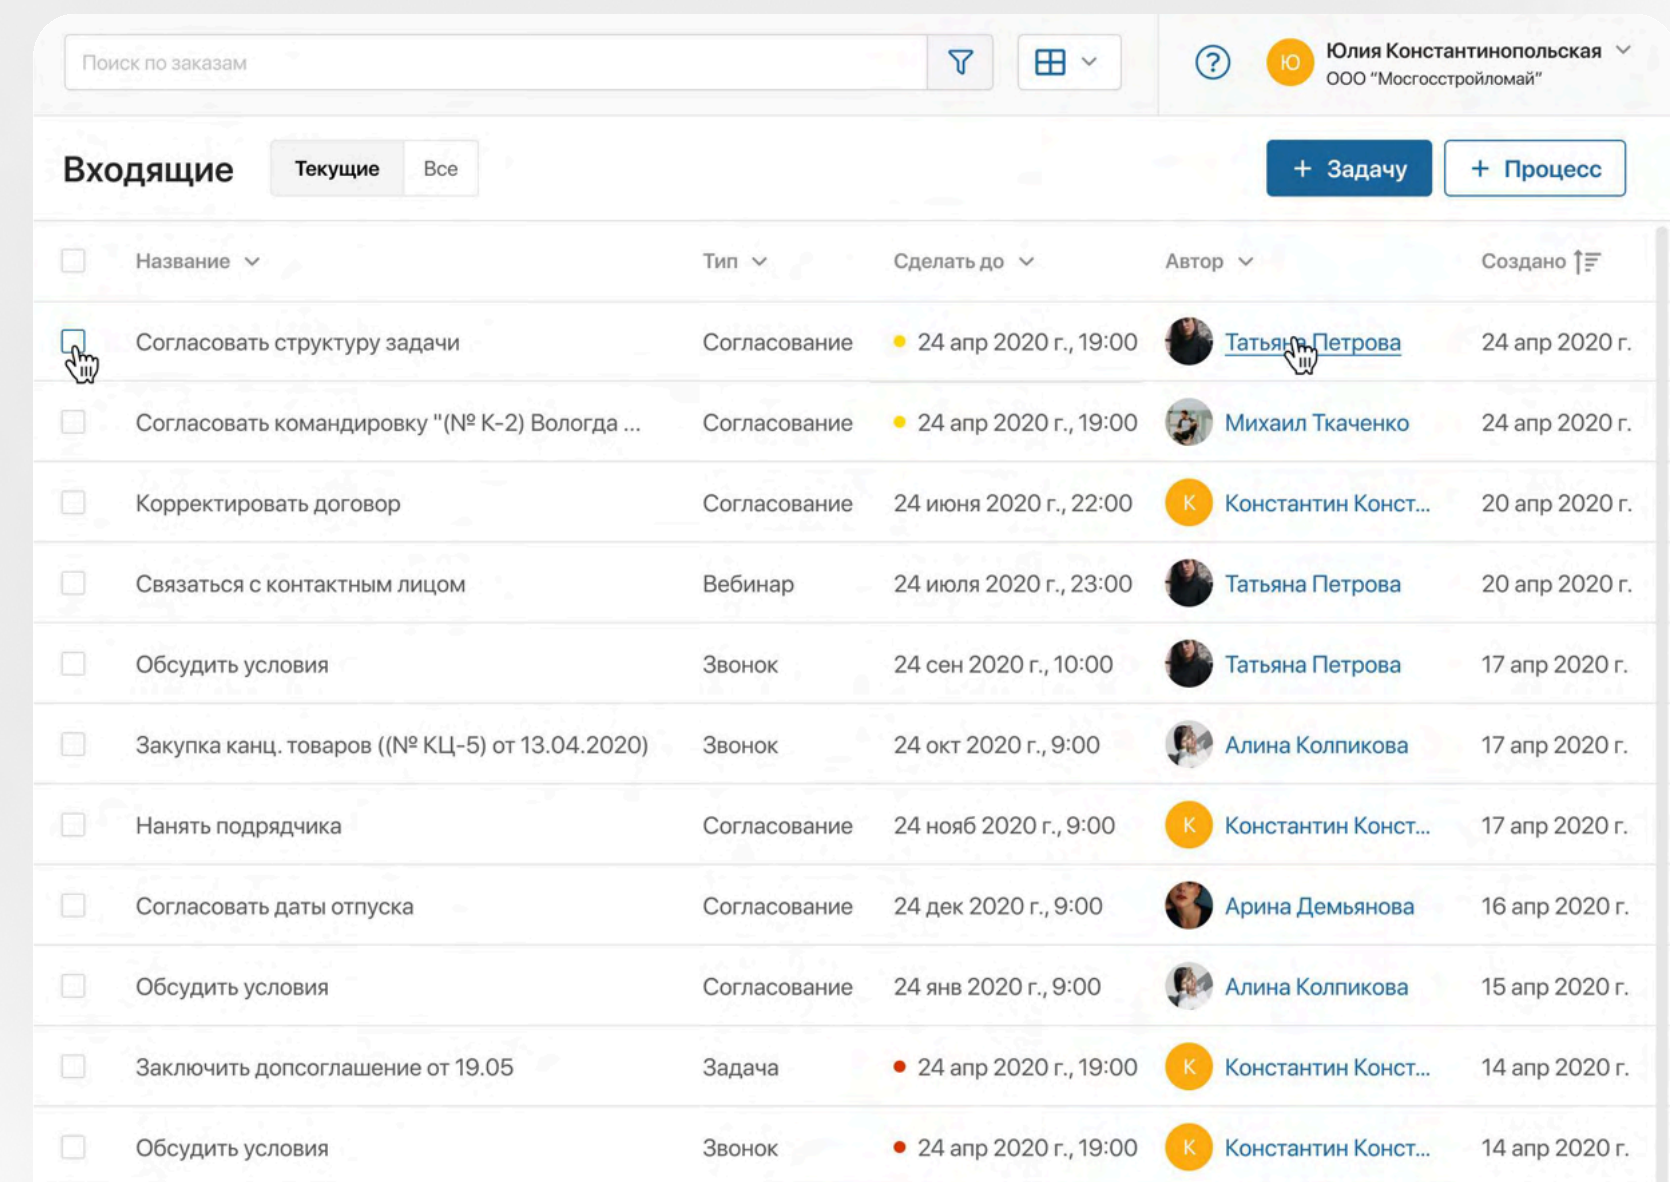 Поиск по заказам
?
Ю
Юлия Константинопольская
ООО "Мосгосстройломай"
Входящие Текущие Все + Задачу + Процесс
Название Тип Сделать до Автор Создано
Согласовать структуру задачи Согласование 24 апр 2020 г., 19:00 Татьяна Петрова 24 апр 2020 г.
Согласовать командировку "(№ К-2) Вологда ... Согласование 24 апр 2020 г., 19:00 Михаил Ткаченко 24 апр 2020 г.
Корректировать договор Согласование 24 июня 2020 г., 22:00 К Константин Конст... 20 апр 2020 г.
Связаться с контактным лицом Вебинар 24 июля 2020 г., 23:00 Татьяна Петрова 20 апр 2020 г.
Обсудить условия Звонок 24 сен 2020 г., 10:00 Татьяна Петрова 17 апр 2020 г.
Закупка канц. товаров ((№ КЦ-5) от 13.04.2020) Звонок 24 окт 2020 г., 9:00 Алина Колпикова 17 апр 2020 г.
Нанять подрядчика Согласование 24 нояб 2020 г., 9:00 К Константин Конст... 17 апр 2020 г.
Согласовать даты отпуска Согласование 24 дек 2020 г., 9:00 Арина Демьянова 16 апр 2020 г.
Обсудить условия Согласование 24 янв 2020 г., 9:00 Алина Колпикова 15 апр 2020 г.
Заключить допсоглашение от 19.05 Задача 24 апр 2020 г., 19:00 К Константин Конст... 14 апр 2020 г.
Обсудить условия Звонок 24 апр 2020 г., 19:00 К Константин Конст... 14 апр 2020 г.